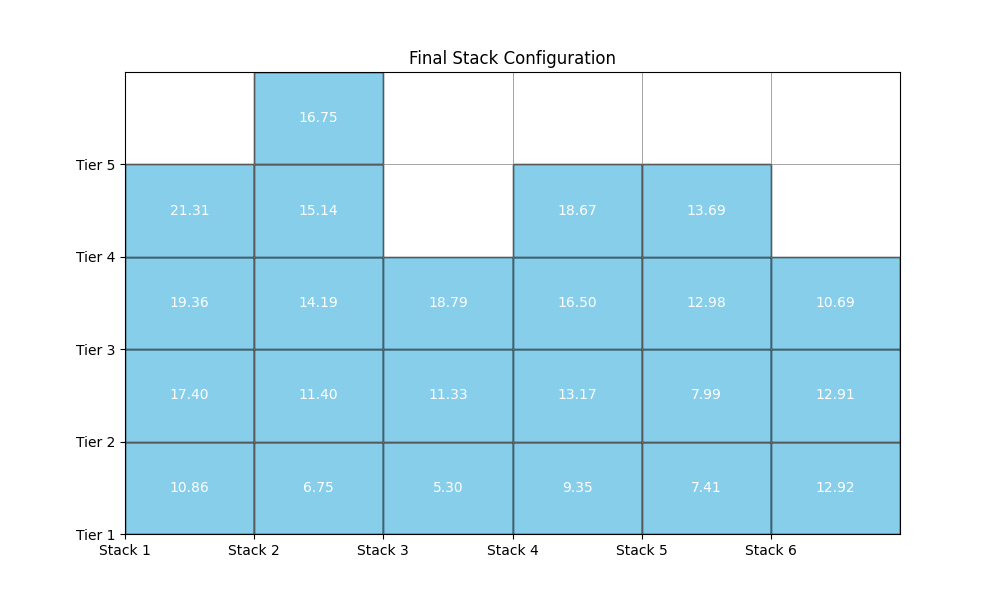 Final Stack Configuration
16.75
Tier 5
21.31 15.14 18.67 13.69
Tier 4
19.36 14.19 18.79 16.50 12.98 10.69
Tier 3
17.40 11.40 11.33 13.17 7.99 12.91
Tier 2
10.86 6.75 5.30 9.35 7.41 12.92
Tier 1
Stack 1 Stack 2 Stack 3 Stack 4 Stack 5 Stack 6